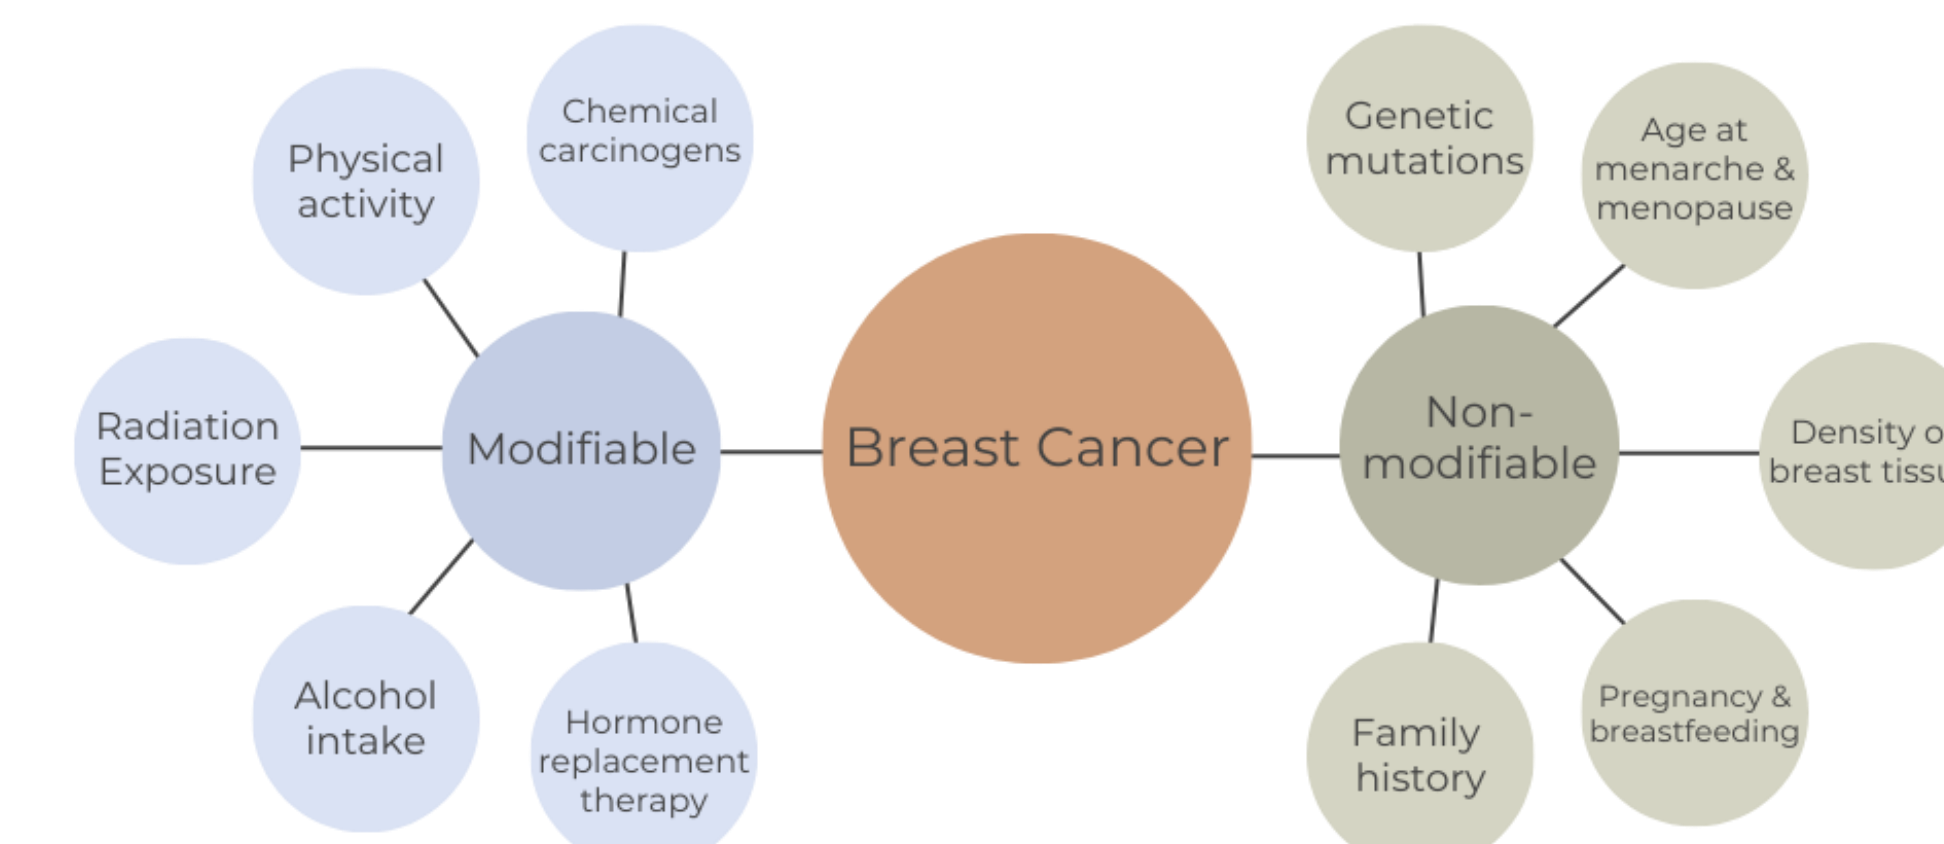 Chemical
carcinogens
Physical
activity
Radiation
Exposure
Modifiable
Alcohol
intake
Hormone
replacement
therapy
Breast Cancer
Genetic
mutations
Age at
menarche &
menopause
Non-
modifiable
Density o
breast tissu
Pregnancy &
breastfeeding
Family
history